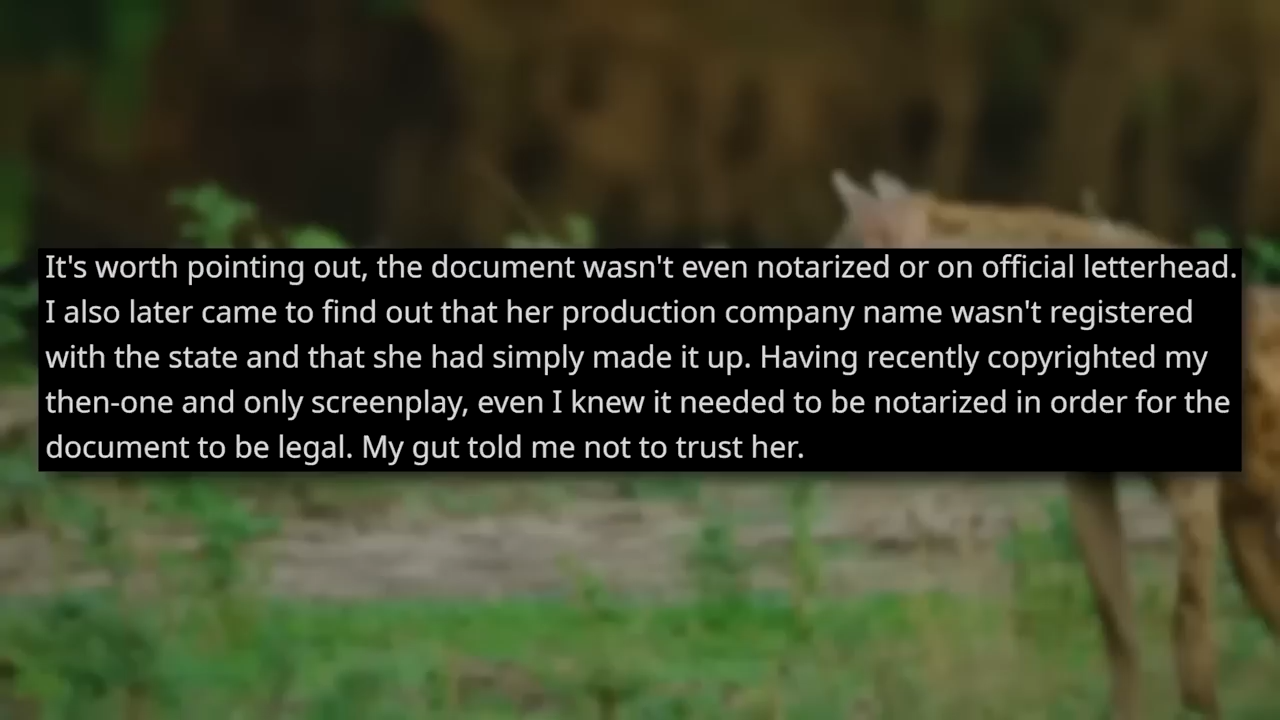 It's worth pointing out, the document wasn't even notarized or on official letterhead.
I also later came to find out that her production company name wasn't registered
with the state and that she had simply made it up. Having recently copyrighted my
then-one and only screenplay, even I knew it needed to be notarized in order for the
document to be legal. My gut told me not to trust her.